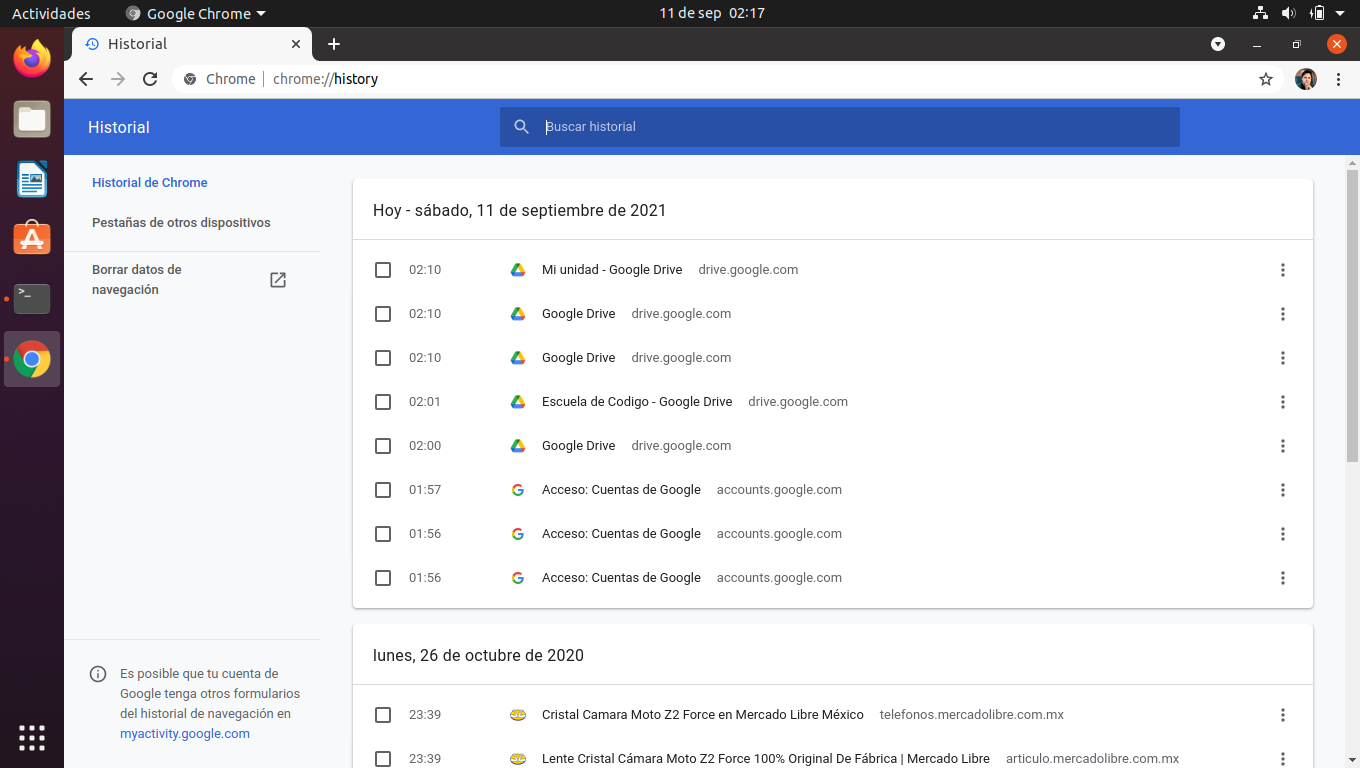 Actividades
Google Chrome
11 de sep 02:17
Historial
Chrome
chrome://history
Historial
Buscar historial
Historial de Chrome
Pestañas de otros dispositivos
Borrar datos de
navegación
Hoy - sábado, 11 de septiembre de 2021
02:10 Mi unidad - Google Drive drive.google.com
02:10 Google Drive drive.google.com
02:10 Google Drive drive.google.com
02:01 Escuela de Codigo - Google Drive drive.google.com
02:00 Google Drive drive.google.com
01:57 Acceso: Cuentas de Google accounts.google.com
01:56 Acceso: Cuentas de Google accounts.google.com
01:56 Acceso: Cuentas de Google accounts.google.com
Es posible que tu cuenta de
Google tenga otros formularios
del historial de navegación en
myactivity.google.com
lunes, 26 de octubre de 2020
23:39 Cristal Camara Moto Z2 Force en Mercado Libre México telefonos.mercadolibre.com.mx
23:39 Lente Cristal Cámara Moto Z2 Force 100% Original De Fábrica | Mercado Libre articulo.mercadolibre.com.mx